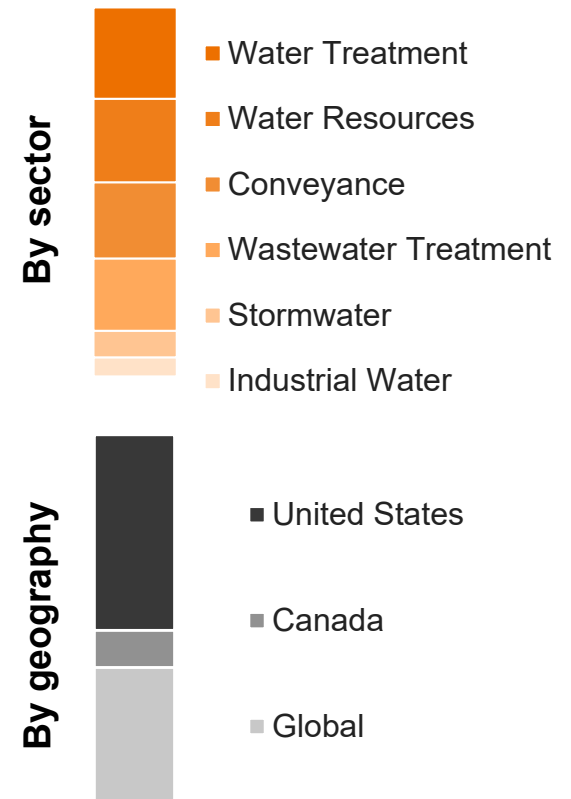 By sector
Water Treatment
Water Resources
Conveyance
Wastewater Treatment
Stormwater
Industrial Water
By geography
United States
Canada
Global